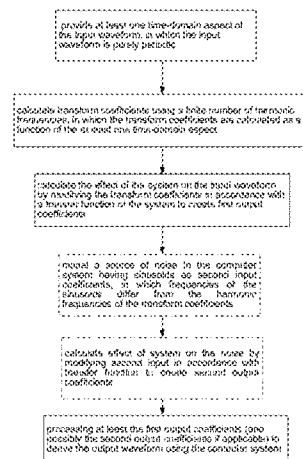 provide at least one time-domain aspect of
the input waveform, in which the input
waveform is purely periodic
calculate transform coefficients using a finite number of harmonic
frequencies, in which the transform coefficients are calculated as a
function of the at least one time-domain aspect
calculate the effect of the system on the input waveform
by modifying the transform coefficients in accordance with
a transfer function of the system to create first output
coefficients
model a source of noise in the computer
system having sinusoids as second input
coefficients, in which frequencies of the
sinusoids differ from the harmonic
frequencies of the transform coefficients
calculate effect of system on the noise by
modifying second input in accordance with
transfer function to create second output
coefficients
processing at least the first output coefficients (and
possibly the second output coefficients if applicable) to
derive the output waveform using the computer system